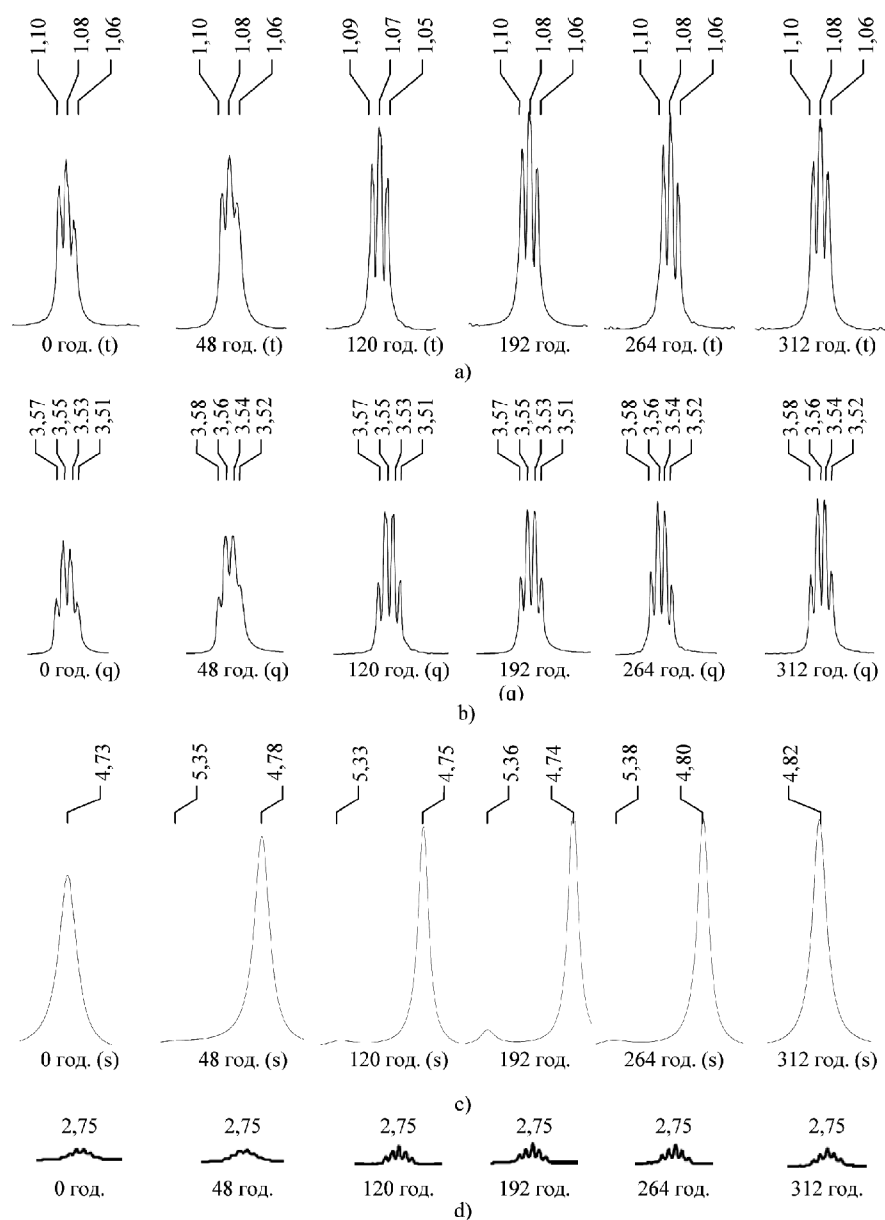 1,10 1,08 1,06 1,10 1,08 1,06 1,09 1,07 1,05 1,10 1,08 1,06 1,10 1,08 1,06 1,10 1,08 1,06
0 год. (t) 48 год. (t) 120 год. (t) 192 год. 264 год. (t) 312 год. (t)
a)
3,57 3,55 3,53 3,51 3,58 3,56 3,54 3,52 3,57 3,55 3,53 3,51 3,57 3,55 3,53 3,51 3,58 3,56 3,54 3,52 3,58 3,56 3,54 3,52
0 год. (q) 48 год. (q) 120 год. (q) 192 год. 264 год. (q) 312 год. (q)
(q)
b)
4,73 5,35 4,78 5,33 4,75 5,36 4,74 5,38 4,80 4,82
0 год. (s) 48 год. (s) 120 год. (s) 192 год. 264 год. (s) 312 год. (s)
c)
2,75 2,75 2,75 2,75 2,75 2,75
0 год. 48 год. 120 год. 192 год. 264 год. 312 год.
d)